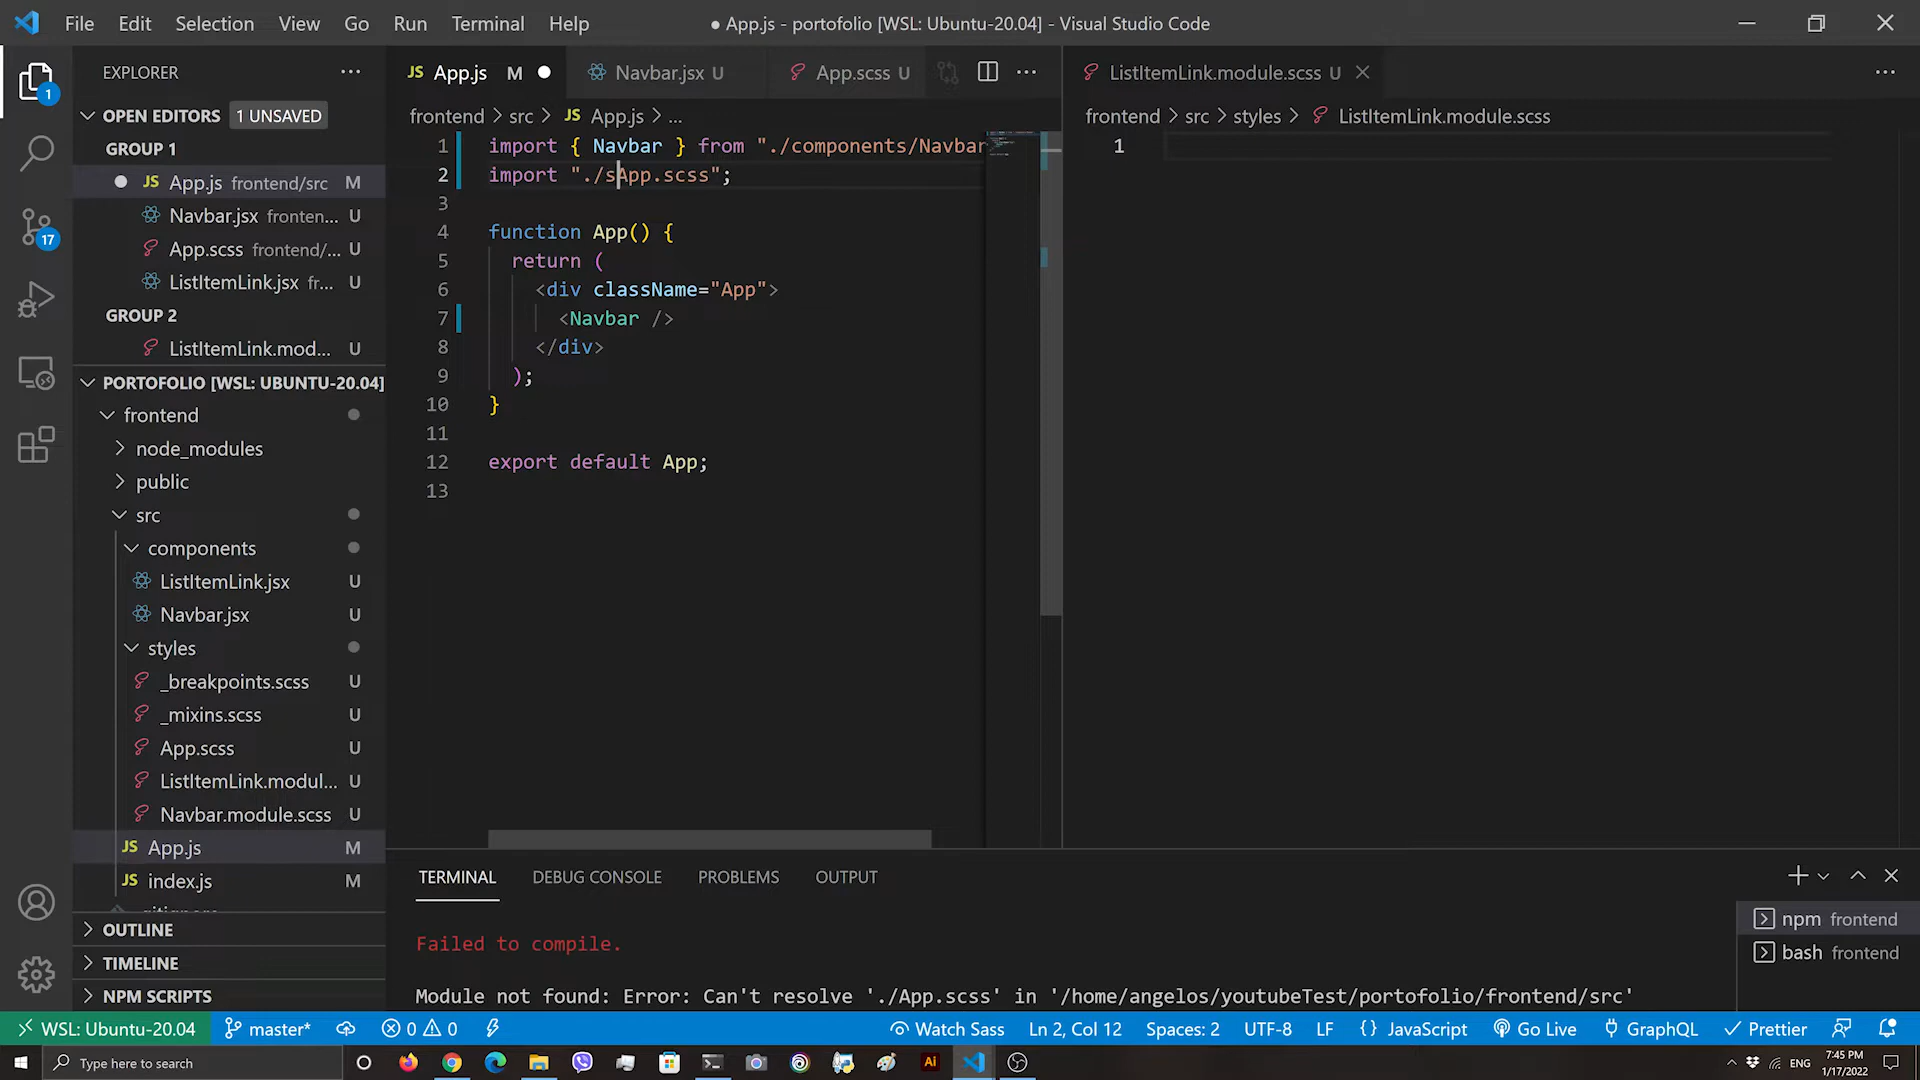 File Edit Selection View Go Run Terminal Help
● App.js - portofolio [WSL: Ubuntu-20.04] - Visual Studio Code
EXPLORER ...
OPEN EDITORS 1 UNSAVED
GROUP 1
JS App.js frontend/src M
Navbar.jsx fronten... U
App.scss frontend/... U
ListItemLink.jsx fr... U
GROUP 2
ListItemLink.mod... U
PORTOFOLIO [WSL: UBUNTU-20.04]
frontend
node_modules
public
src
components
ListItemLink.jsx U
Navbar.jsx U
styles
_breakpoints.scss U
_mixins.scss U
App.scss U
ListItemLink.modul... U
Navbar.module.scss U
JS App.js M
JS index.js M
OUTLINE
TIMELINE
NPM SCRIPTS
1
17
JS App.js M
Navbar.jsx U
App.scss U
...
frontend > src > JS App.js > ...
1 import { Navbar } from "./components/Navbar
2 import "./sApp.scss";
3
4 function App() {
5 return (
6 <div className="App">
7 <Navbar />
8 </div>
9 );
10 }
11
12 export default App;
13
ListItemLink.module.scss U
...
frontend > src > styles > ListItemLink.module.scss
1
TERMINAL DEBUG CONSOLE PROBLEMS OUTPUT
Failed to compile.
Module not found: Error: Can't resolve './App.scss' in '/home/angelos/youtubeTest/portofolio/frontend/src'
npm frontend
bash frontend
WSL: Ubuntu-20.04 master* 0 0 Watch Sass Ln 2, Col 12 Spaces: 2 UTF-8 LF {} JavaScript Go Live GraphQL Prettier
Type here to search
Ai
ENG
7:45 PM
1/17/2022